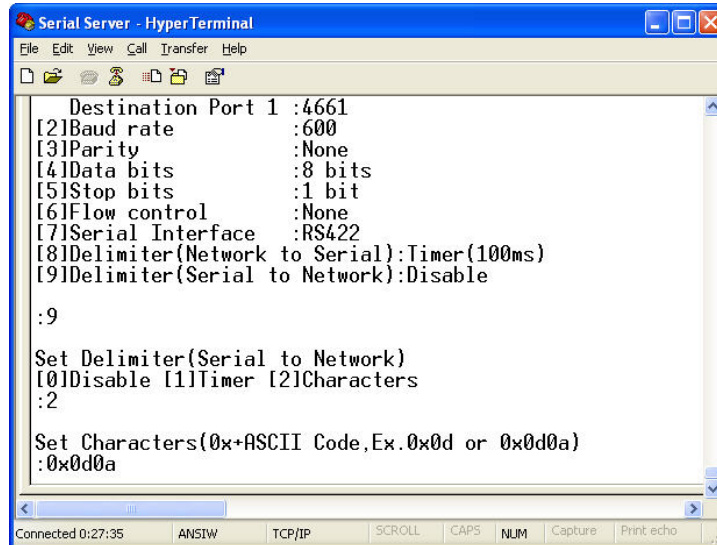 Serial Server - HyperTerminal
File Edit View Call Transfer Help
Destination Port 1 :4661
[2]Baud rate :600
[3]Parity :None
[4]Data bits :8 bits
[5]Stop bits :1 bit
[6]Flow control :None
[7]Serial Interface :RS422
[8]Delimiter(Network to Serial):Timer(100ms)
[9]Delimiter(Serial to Network):Disable
:9
Set Delimiter(Serial to Network)
[0]Disable [1]Timer [2]Characters
:2
Set Characters(0x+ASCII Code,Ex.0x0d or 0x0d0a)
:0x0d0a
Connected 0:27:35 ANSIW TCP/IP SCROLL CAPS NUM Capture Print echo